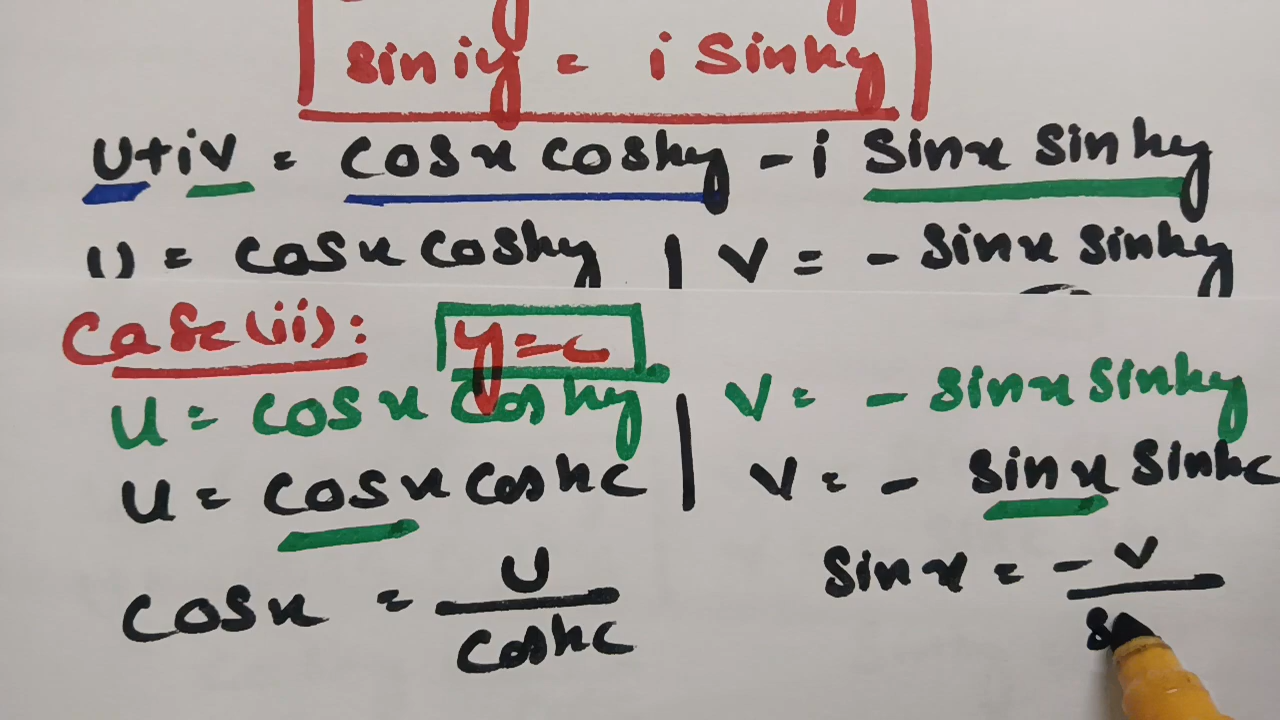 sin iy = i Sinhy
U+iV = cosx coshy - i Sinx sinhy
U = cosx coshy | V = - sinx sinhy
Case(ii): y=c
U = cosx coshy | V = - sinx sinhy
U = cosx coshc | V = - sinx Sinhc
cosx = U / coshc
sinx = - V / s